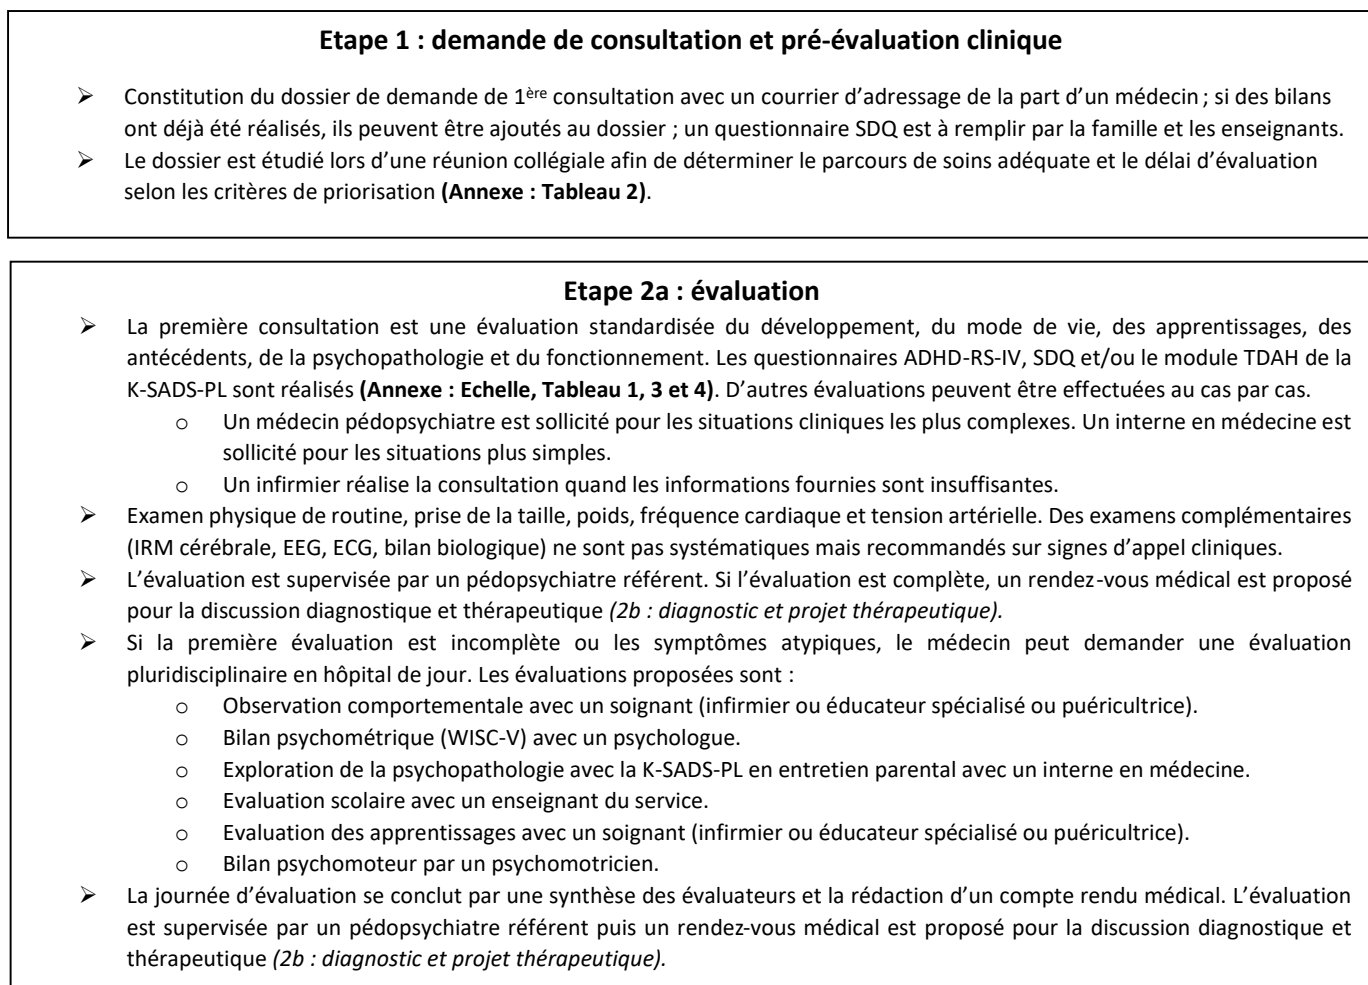 Etape 1 : demande de consultation et pré-évaluation clinique
➢ Constitution du dossier de demande de 1ère consultation avec un courrier d’adressage de la part d’un médecin ; si des bilans
ont déjà été réalisés, ils peuvent être ajoutés au dossier ; un questionnaire SDQ est à remplir par la famille et les enseignants.
➢ Le dossier est étudié lors d’une réunion collégiale afin de déterminer le parcours de soins adéquate et le délai d’évaluation
selon les critères de priorisation (Annexe : Tableau 2).
Etape 2a : évaluation
➢ La première consultation est une évaluation standardisée du développement, du mode de vie, des apprentissages, des
antécédents, de la psychopathologie et du fonctionnement. Les questionnaires ADHD-RS-IV, SDQ et/ou le module TDAH de la
K-SADS-PL sont réalisés (Annexe : Echelle, Tableau 1, 3 et 4). D’autres évaluations peuvent être effectuées au cas par cas.
o Un médecin pédopsychiatre est sollicité pour les situations cliniques les plus complexes. Un interne en médecine est
sollicité pour les situations plus simples.
o Un infirmier réalise la consultation quand les informations fournies sont insuffisantes.
➢ Examen physique de routine, prise de la taille, poids, fréquence cardiaque et tension artérielle. Des examens complémentaires
(IRM cérébrale, EEG, ECG, bilan biologique) ne sont pas systématiques mais recommandés sur signes d’appel cliniques.
➢ L’évaluation est supervisée par un pédopsychiatre référent. Si l’évaluation est complète, un rendez-vous médical est proposé
pour la discussion diagnostique et thérapeutique (2b : diagnostic et projet thérapeutique).
➢ Si la première évaluation est incomplète ou les symptômes atypiques, le médecin peut demander une évaluation
pluridisciplinaire en hôpital de jour. Les évaluations proposées sont :
o Observation comportementale avec un soignant (infirmier ou éducateur spécialisé ou puéricultrice).
o Bilan psychométrique (WISC-V) avec un psychologue.
o Exploration de la psychopathologie avec la K-SADS-PL en entretien parental avec un interne en médecine.
o Evaluation scolaire avec un enseignant du service.
o Evaluation des apprentissages avec un soignant (infirmier ou éducateur spécialisé ou puéricultrice).
o Bilan psychomoteur par un psychomotricien.
➢ La journée d’évaluation se conclut par une synthèse des évaluateurs et la rédaction d’un compte rendu médical. L’évaluation
est supervisée par un pédopsychiatre référent puis un rendez-vous médical est proposé pour la discussion diagnostique et
thérapeutique (2b : diagnostic et projet thérapeutique).